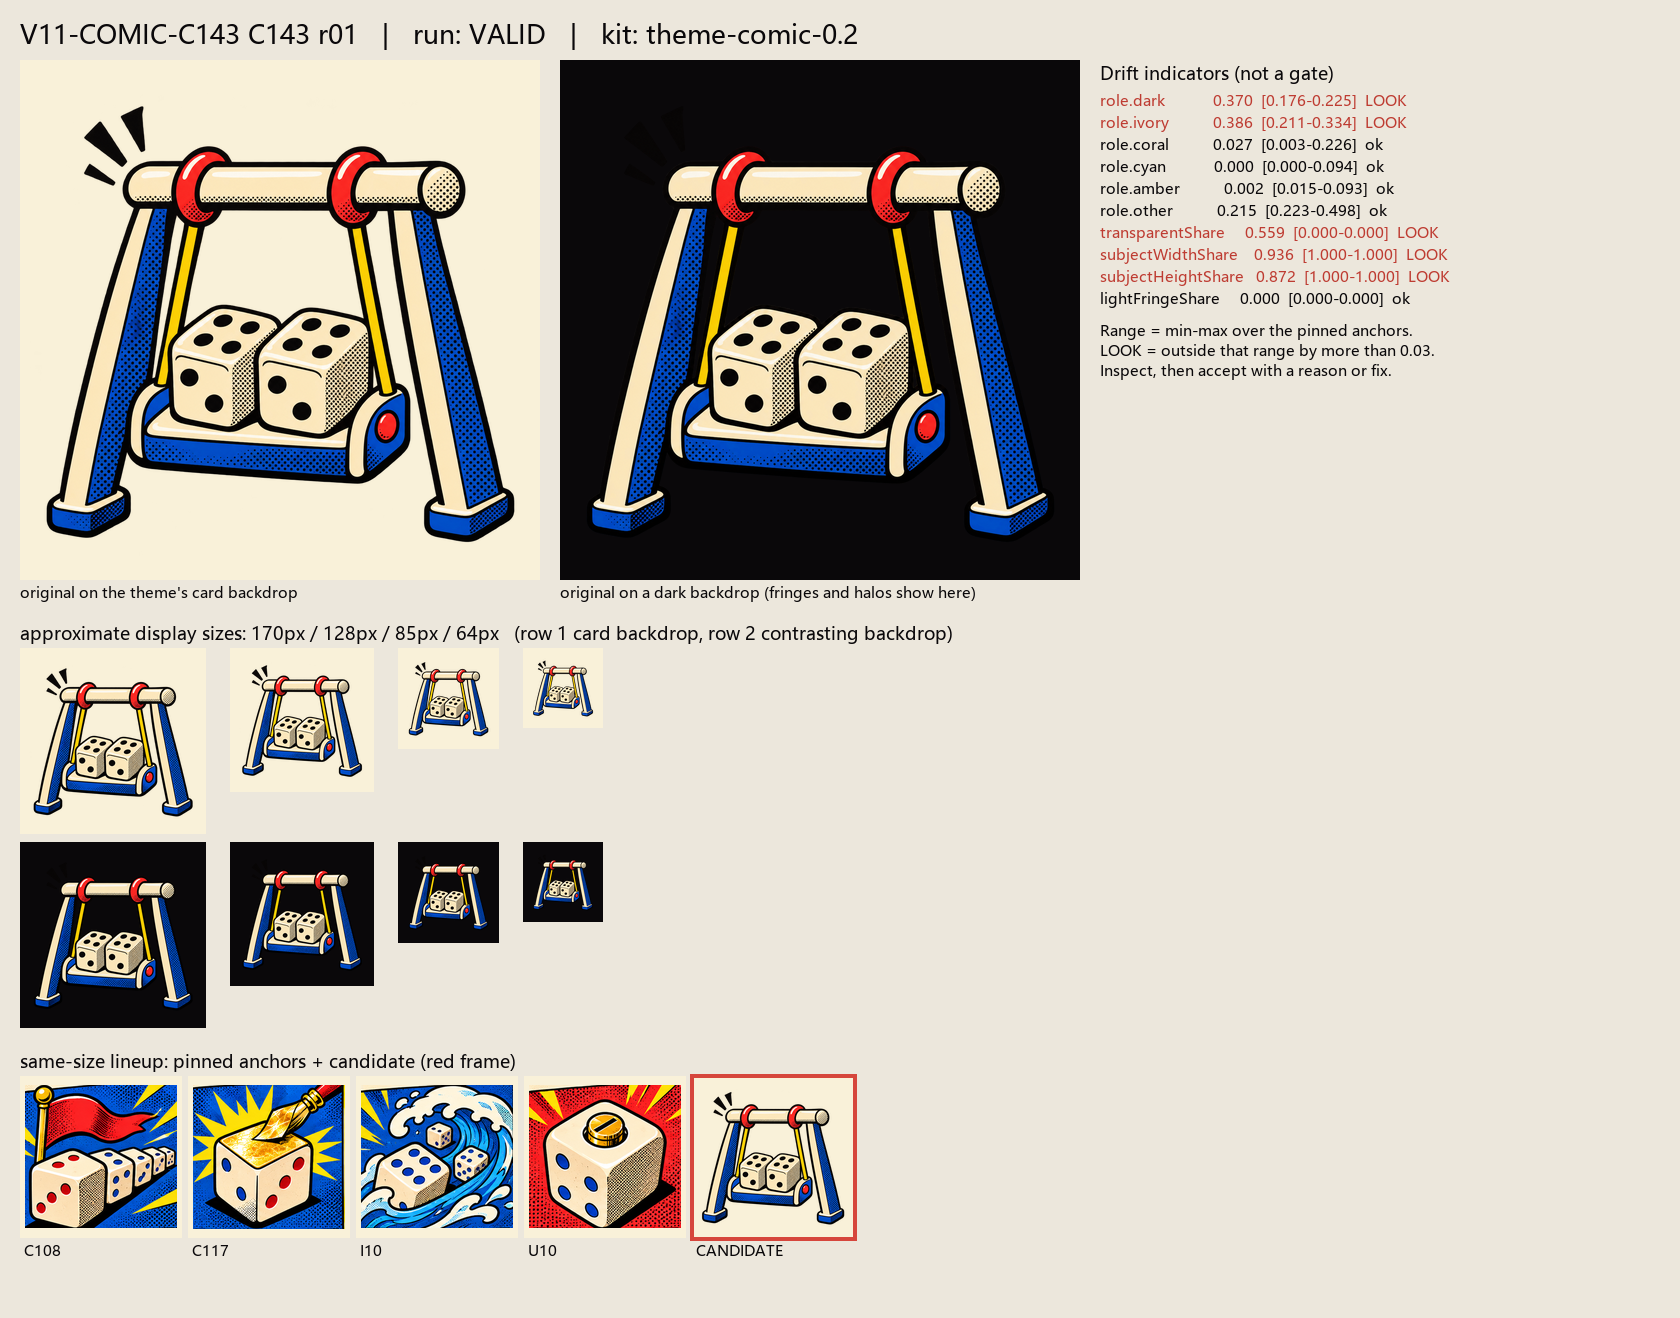 V11-COMIC-C143 C143 r01 | run: VALID | kit: theme-comic-0.2
Drift indicators (not a gate)
role.dark 0.370 [0.176-0.225] LOOK
role.ivory 0.386 [0.211-0.334] LOOK
role.coral 0.027 [0.003-0.226] ok
role.cyan 0.000 [0.000-0.094] ok
role.amber 0.002 [0.015-0.093] ok
role.other 0.215 [0.223-0.498] ok
transparentShare 0.559 [0.000-0.000] LOOK
subjectWidthShare 0.936 [1.000-1.000] LOOK
subjectHeightShare 0.872 [1.000-1.000] LOOK
lightFringeShare 0.000 [0.000-0.000] ok
Range = min-max over the pinned anchors.
LOOK = outside that range by more than 0.03.
Inspect, then accept with a reason or fix.
original on the theme's card backdrop
original on a dark backdrop (fringes and halos show here)
approximate display sizes: 170px / 128px / 85px / 64px (row 1 card backdrop, row 2 contrasting backdrop)
same-size lineup: pinned anchors + candidate (red frame)
C108
C117
I10
U10
CANDIDATE